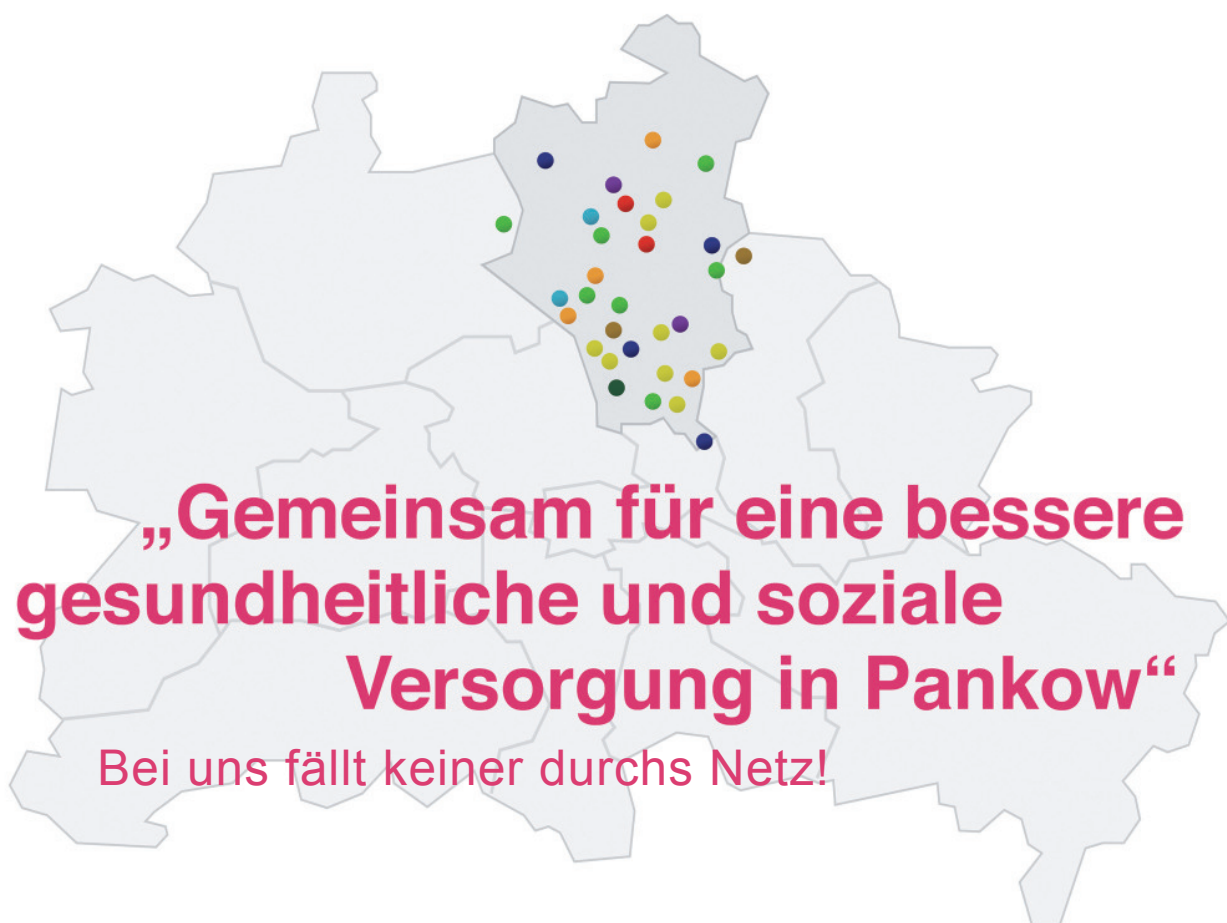 „Gemeinsam für eine bessere
gesundheitliche und soziale
Versorgung in Pankow“
Bei uns fällt keiner durchs Netz!